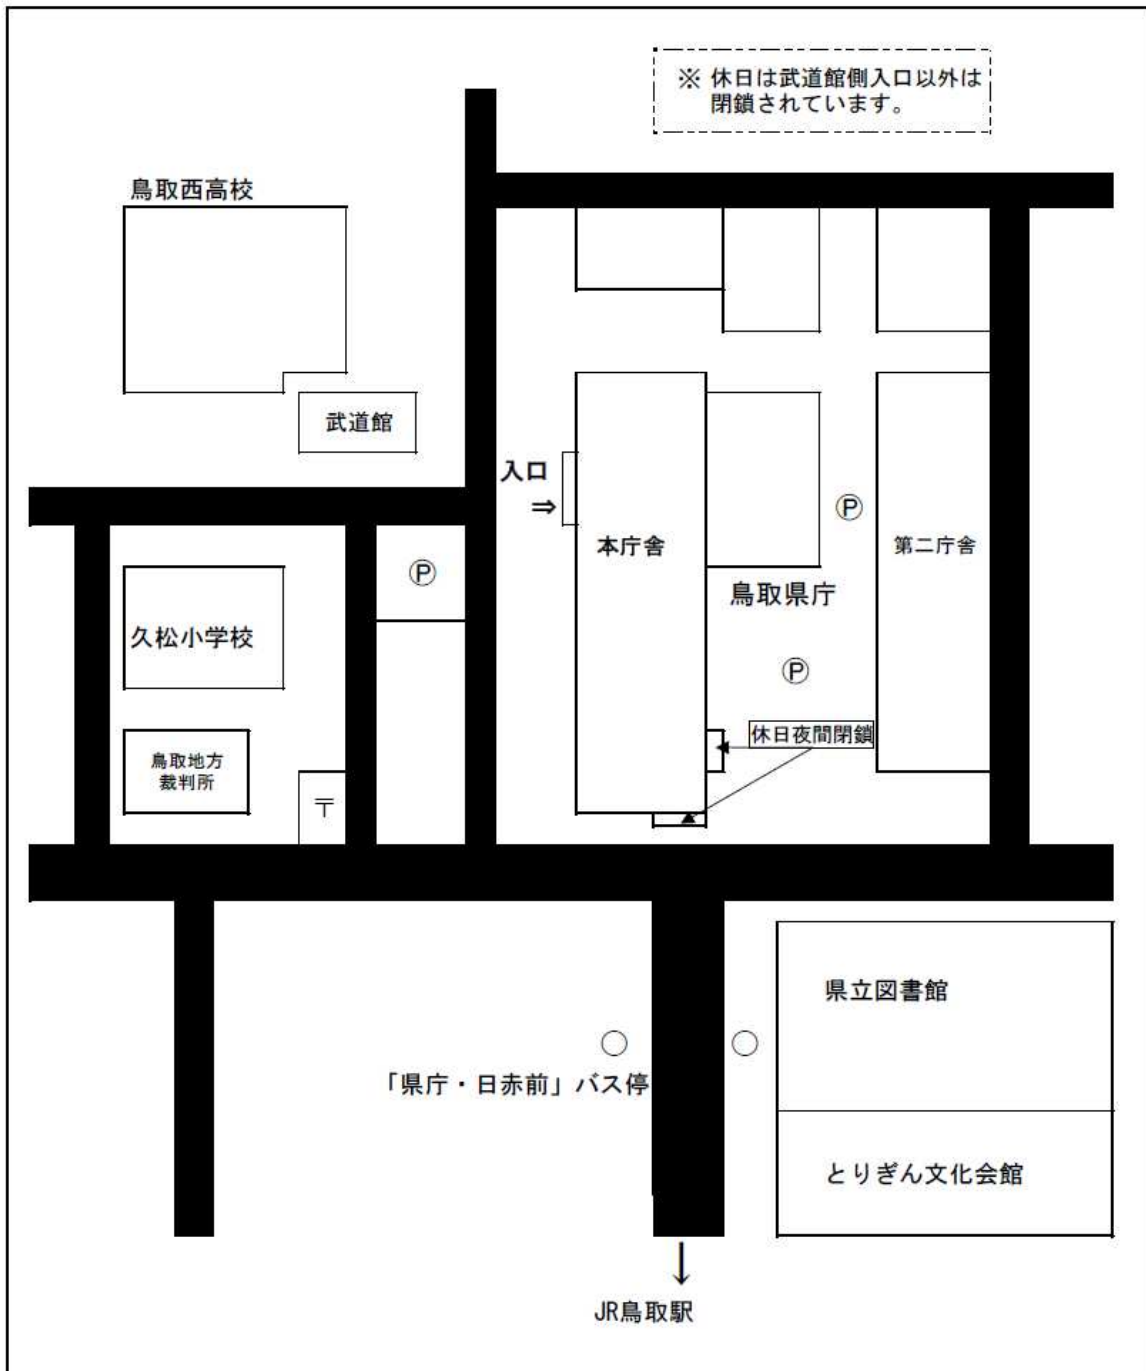 ※ 休日は武道館側入口以外は
閉鎖されています。
鳥取西高校
武道館
入口
⇒
本庁舎
Ⓟ
第二庁舎
Ⓟ
鳥取県庁
久松小学校
Ⓟ
休日夜間閉鎖
鳥取地方
裁判所
〒
県立図書館
「県庁・日赤前」バス停
とりぎん文化会館
↓
JR鳥取駅